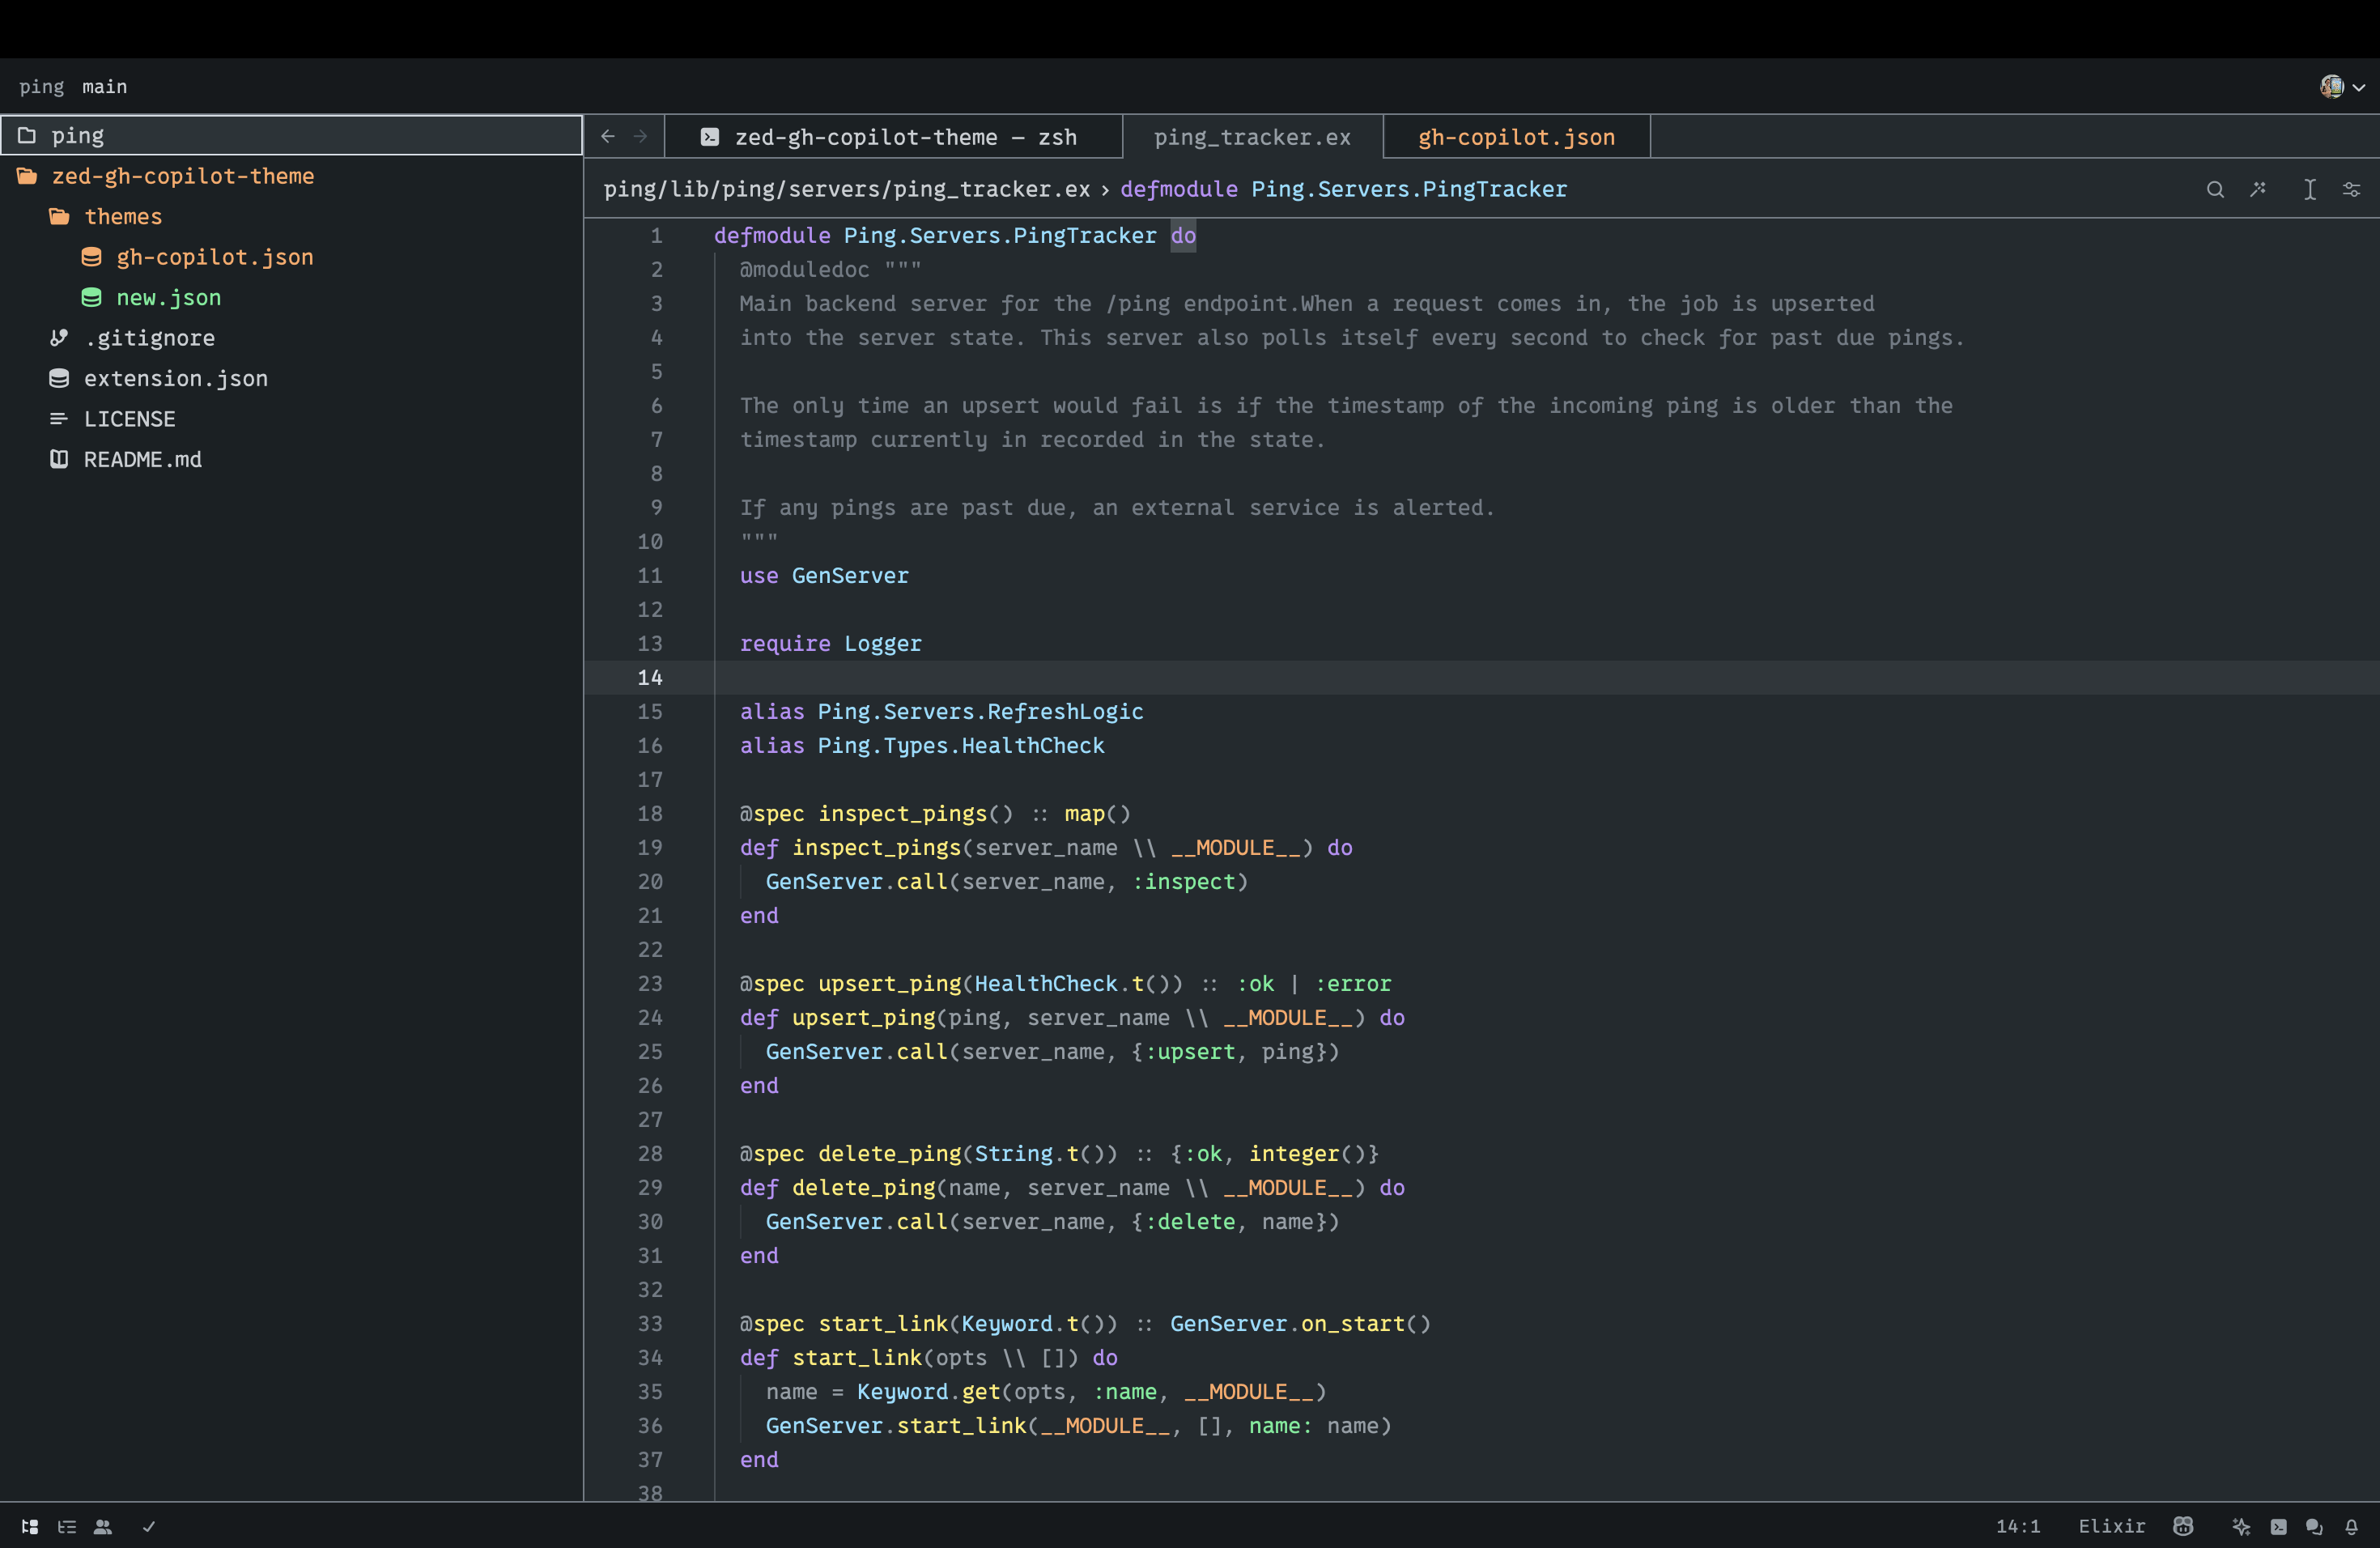 ping main
ping
zed-gh-copilot-theme
themes
gh-copilot.json
new.json
.gitignore
extension.json
LICENSE
README.md
zed-gh-copilot-theme — zsh
ping_tracker.ex
gh-copilot.json
ping/lib/ping/servers/ping_tracker.ex › defmodule Ping.Servers.PingTracker
1 defmodule Ping.Servers.PingTracker do
2 @moduledoc """
3 Main backend server for the /ping endpoint.When a request comes in, the job is upserted
4 into the server state. This server also polls itself every second to check for past due pings.
5
6 The only time an upsert would fail is if the timestamp of the incoming ping is older than the
7 timestamp currently in recorded in the state.
8
9 If any pings are past due, an external service is alerted.
10 """
11 use GenServer
12
13 require Logger
14
15 alias Ping.Servers.RefreshLogic
16 alias Ping.Types.HealthCheck
17
18 @spec inspect_pings() :: map()
19 def inspect_pings(server_name \\ __MODULE__) do
20 GenServer.call(server_name, :inspect)
21 end
22
23 @spec upsert_ping(HealthCheck.t()) :: :ok | :error
24 def upsert_ping(ping, server_name \\ __MODULE__) do
25 GenServer.call(server_name, {:upsert, ping})
26 end
27
28 @spec delete_ping(String.t()) :: {:ok, integer()}
29 def delete_ping(name, server_name \\ __MODULE__) do
30 GenServer.call(server_name, {:delete, name})
31 end
32
33 @spec start_link(Keyword.t()) :: GenServer.on_start()
34 def start_link(opts \\ []) do
35 name = Keyword.get(opts, :name, __MODULE__)
36 GenServer.start_link(__MODULE__, [], name: name)
37 end
38
14:1 Elixir